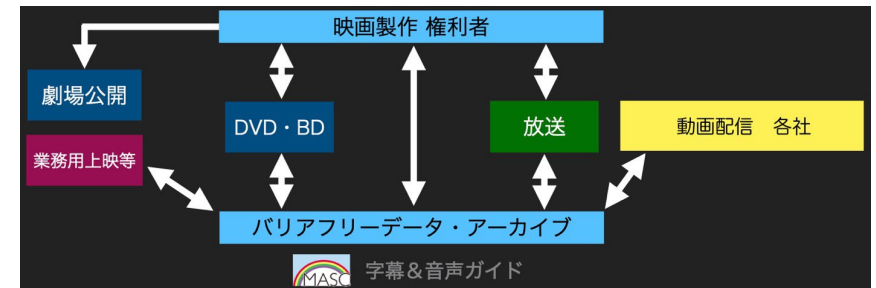 映画製作 権利者
劇場公開
DVD・BD
放送
動画配信　各社
業務用上映等
バリアフリーデータ・アーカイブ
MASC
字幕&音声ガイド